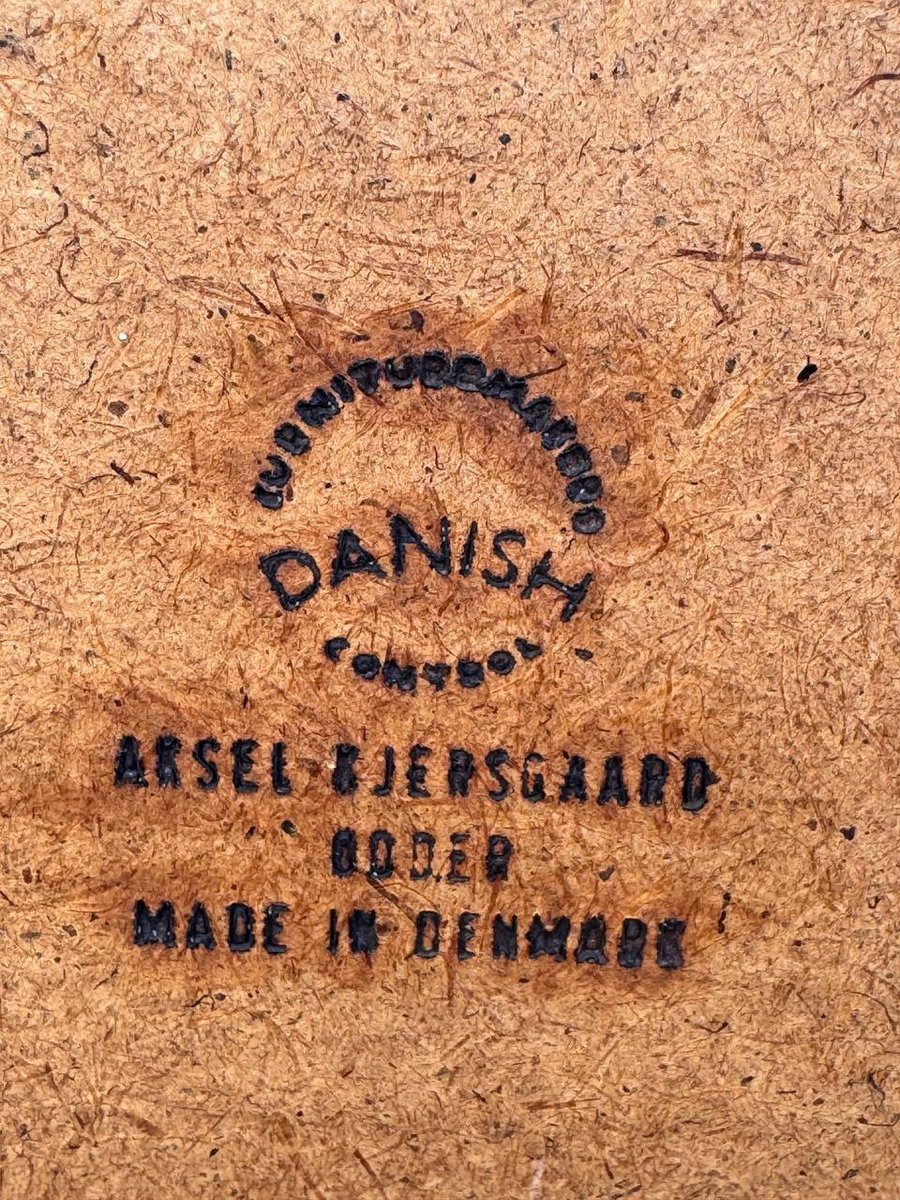 FURNITUREMAKERS
DANISH
CONTROL
AKSEL KJERSGAARD
ODDER
MADE IN DENMARK